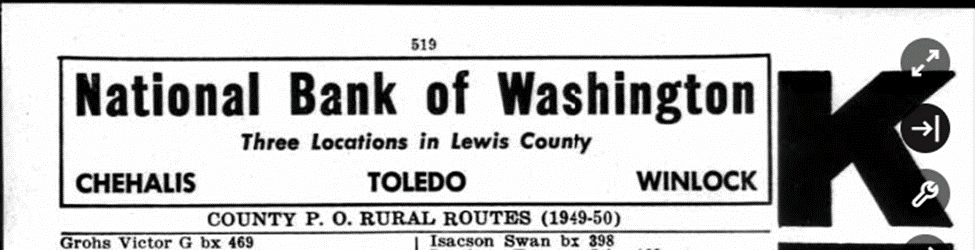 519
National Bank of Washington
Three Locations in Lewis County
CHEHALIS TOLEDO WINLOCK
K
COUNTY P. O. RURAL ROUTES (1949-50)
Grohs Victor G bx 469
Isacson Swan bx 398